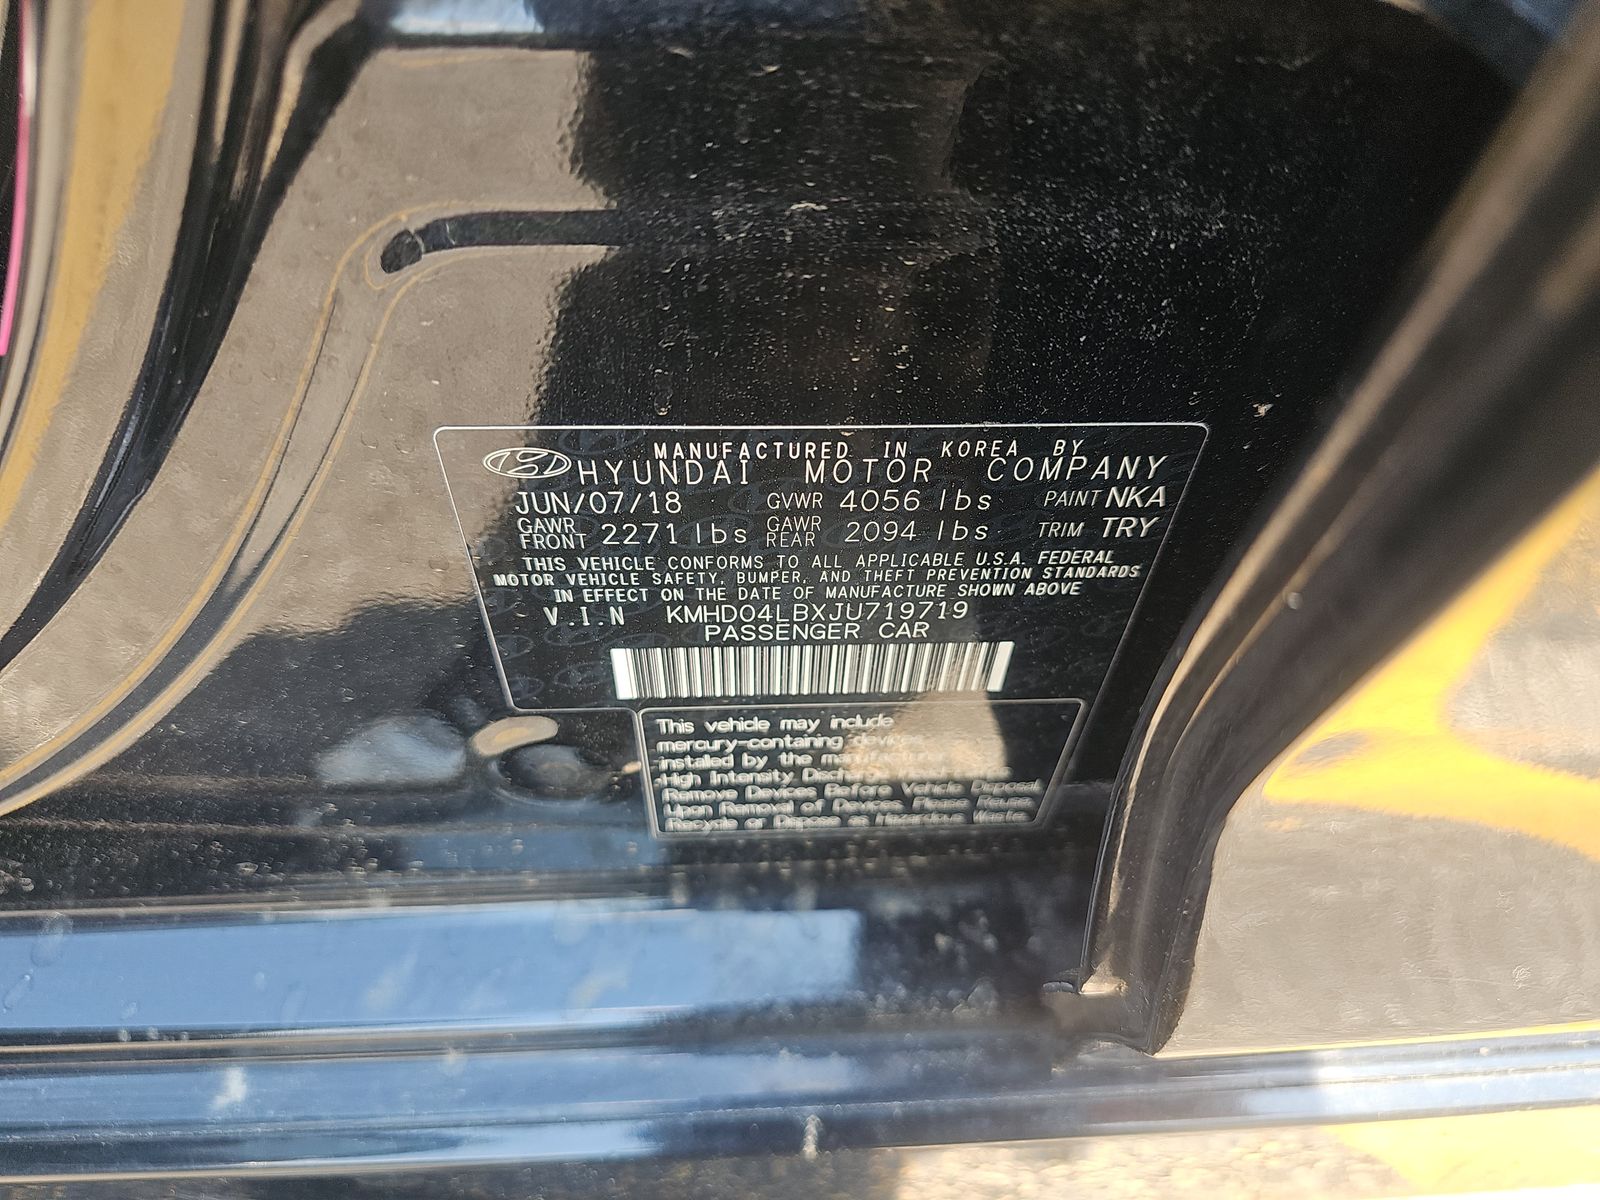 MANUFACTURED IN KOREA BY
HYUNDAI MOTOR COMPANY
JUN/07/18 GVWR 4056 lbs PAINT NKA
GAWR FRONT 2271 lbs GAWR REAR 2094 lbs TRIM TRY
THIS VEHICLE CONFORMS TO ALL APPLICABLE U.S.A. FEDERAL
MOTOR VEHICLE SAFETY, BUMPER, AND THEFT PREVENTION STANDARDS
IN EFFECT ON THE DATE OF MANUFACTURE SHOWN ABOVE
V.I.N KMHD04LBXJU719719
PASSENGER CAR
This vehicle may include
mercury-containing devices
installed by the manufacturer
-High Intensity Discharge
Remove Devices Before Vehicle Disposal
Upon Removal of Devices, Please Reuse,
Recycle or Dispose as Hazardous Waste